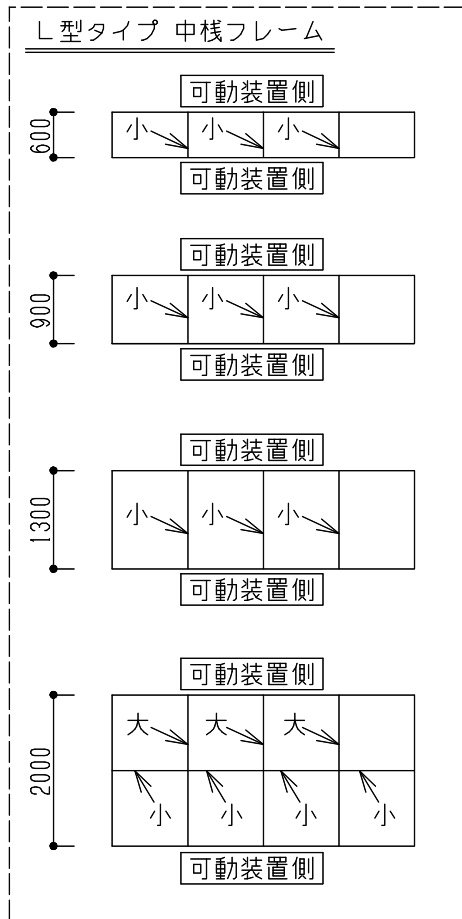 L型タイプ 中桟フレーム
可動装置側
600
小 小 小
可動装置側
可動装置側
900
小 小 小
可動装置側
可動装置側
1300
小 小 小
可動装置側
可動装置側
2000
大 大 大
小 小 小 小
可動装置側